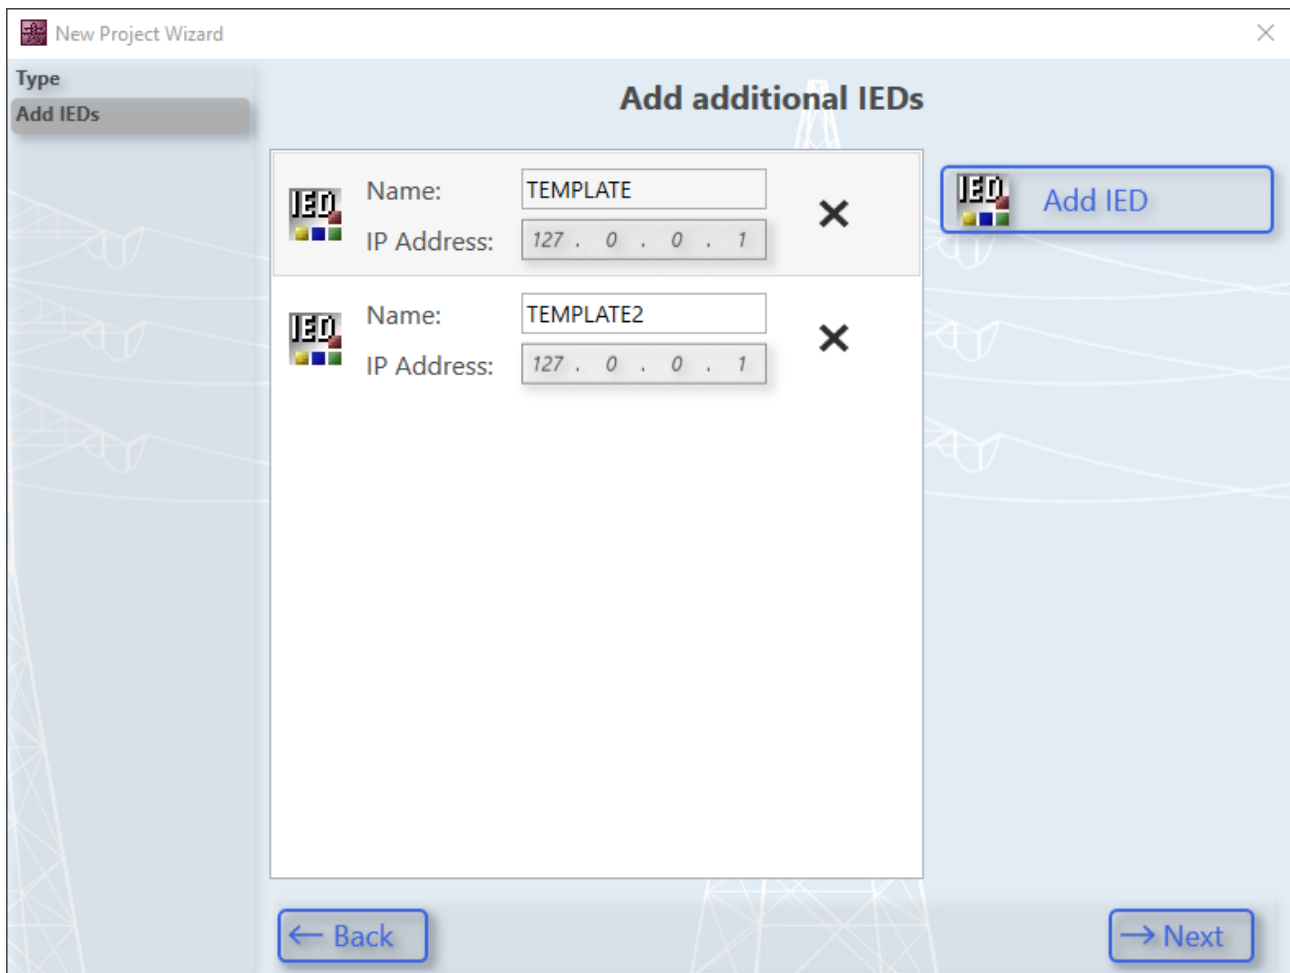 New Project Wizard
Type
Add IEDs
Add additional IEDs
IED
Name:
TEMPLATE
IP Address:
127 . 0 . 0 . 1
IED
Add IED
IED
Name:
TEMPLATE2
IP Address:
127 . 0 . 0 . 1
← Back
→ Next